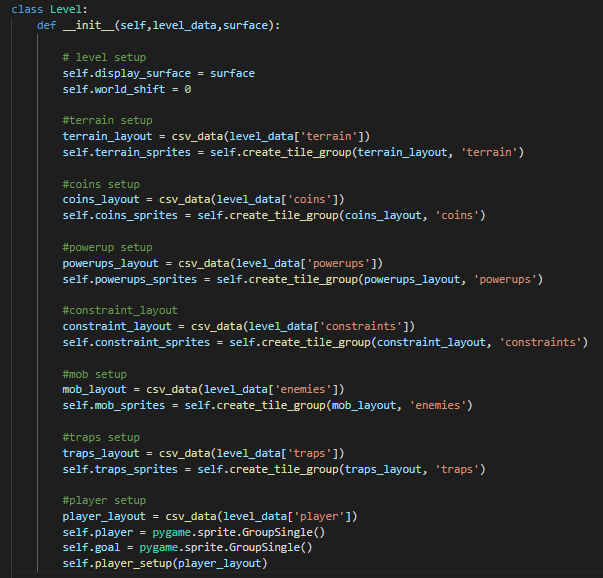 class Level:
def __init__(self,level_data,surface):
# level setup
self.display_surface = surface
self.world_shift = 0
#terrain setup
terrain_layout = csv_data(level_data['terrain'])
self.terrain_sprites = self.create_tile_group(terrain_layout, 'terrain')
#coins setup
coins_layout = csv_data(level_data['coins'])
self.coins_sprites = self.create_tile_group(coins_layout, 'coins')
#powerup setup
powerups_layout = csv_data(level_data['powerups'])
self.powerups_sprites = self.create_tile_group(powerups_layout, 'powerups')
#constraint_layout
constraint_layout = csv_data(level_data['constraints'])
self.constraint_sprites = self.create_tile_group(constraint_layout, 'constraints')
#mob setup
mob_layout = csv_data(level_data['enemies'])
self.mob_sprites = self.create_tile_group(mob_layout, 'enemies')
#traps setup
traps_layout = csv_data(level_data['traps'])
self.traps_sprites = self.create_tile_group(traps_layout, 'traps')
#player setup
player_layout = csv_data(level_data['player'])
self.player = pygame.sprite.GroupSingle()
self.goal = pygame.sprite.GroupSingle()
self.player_setup(player_layout)